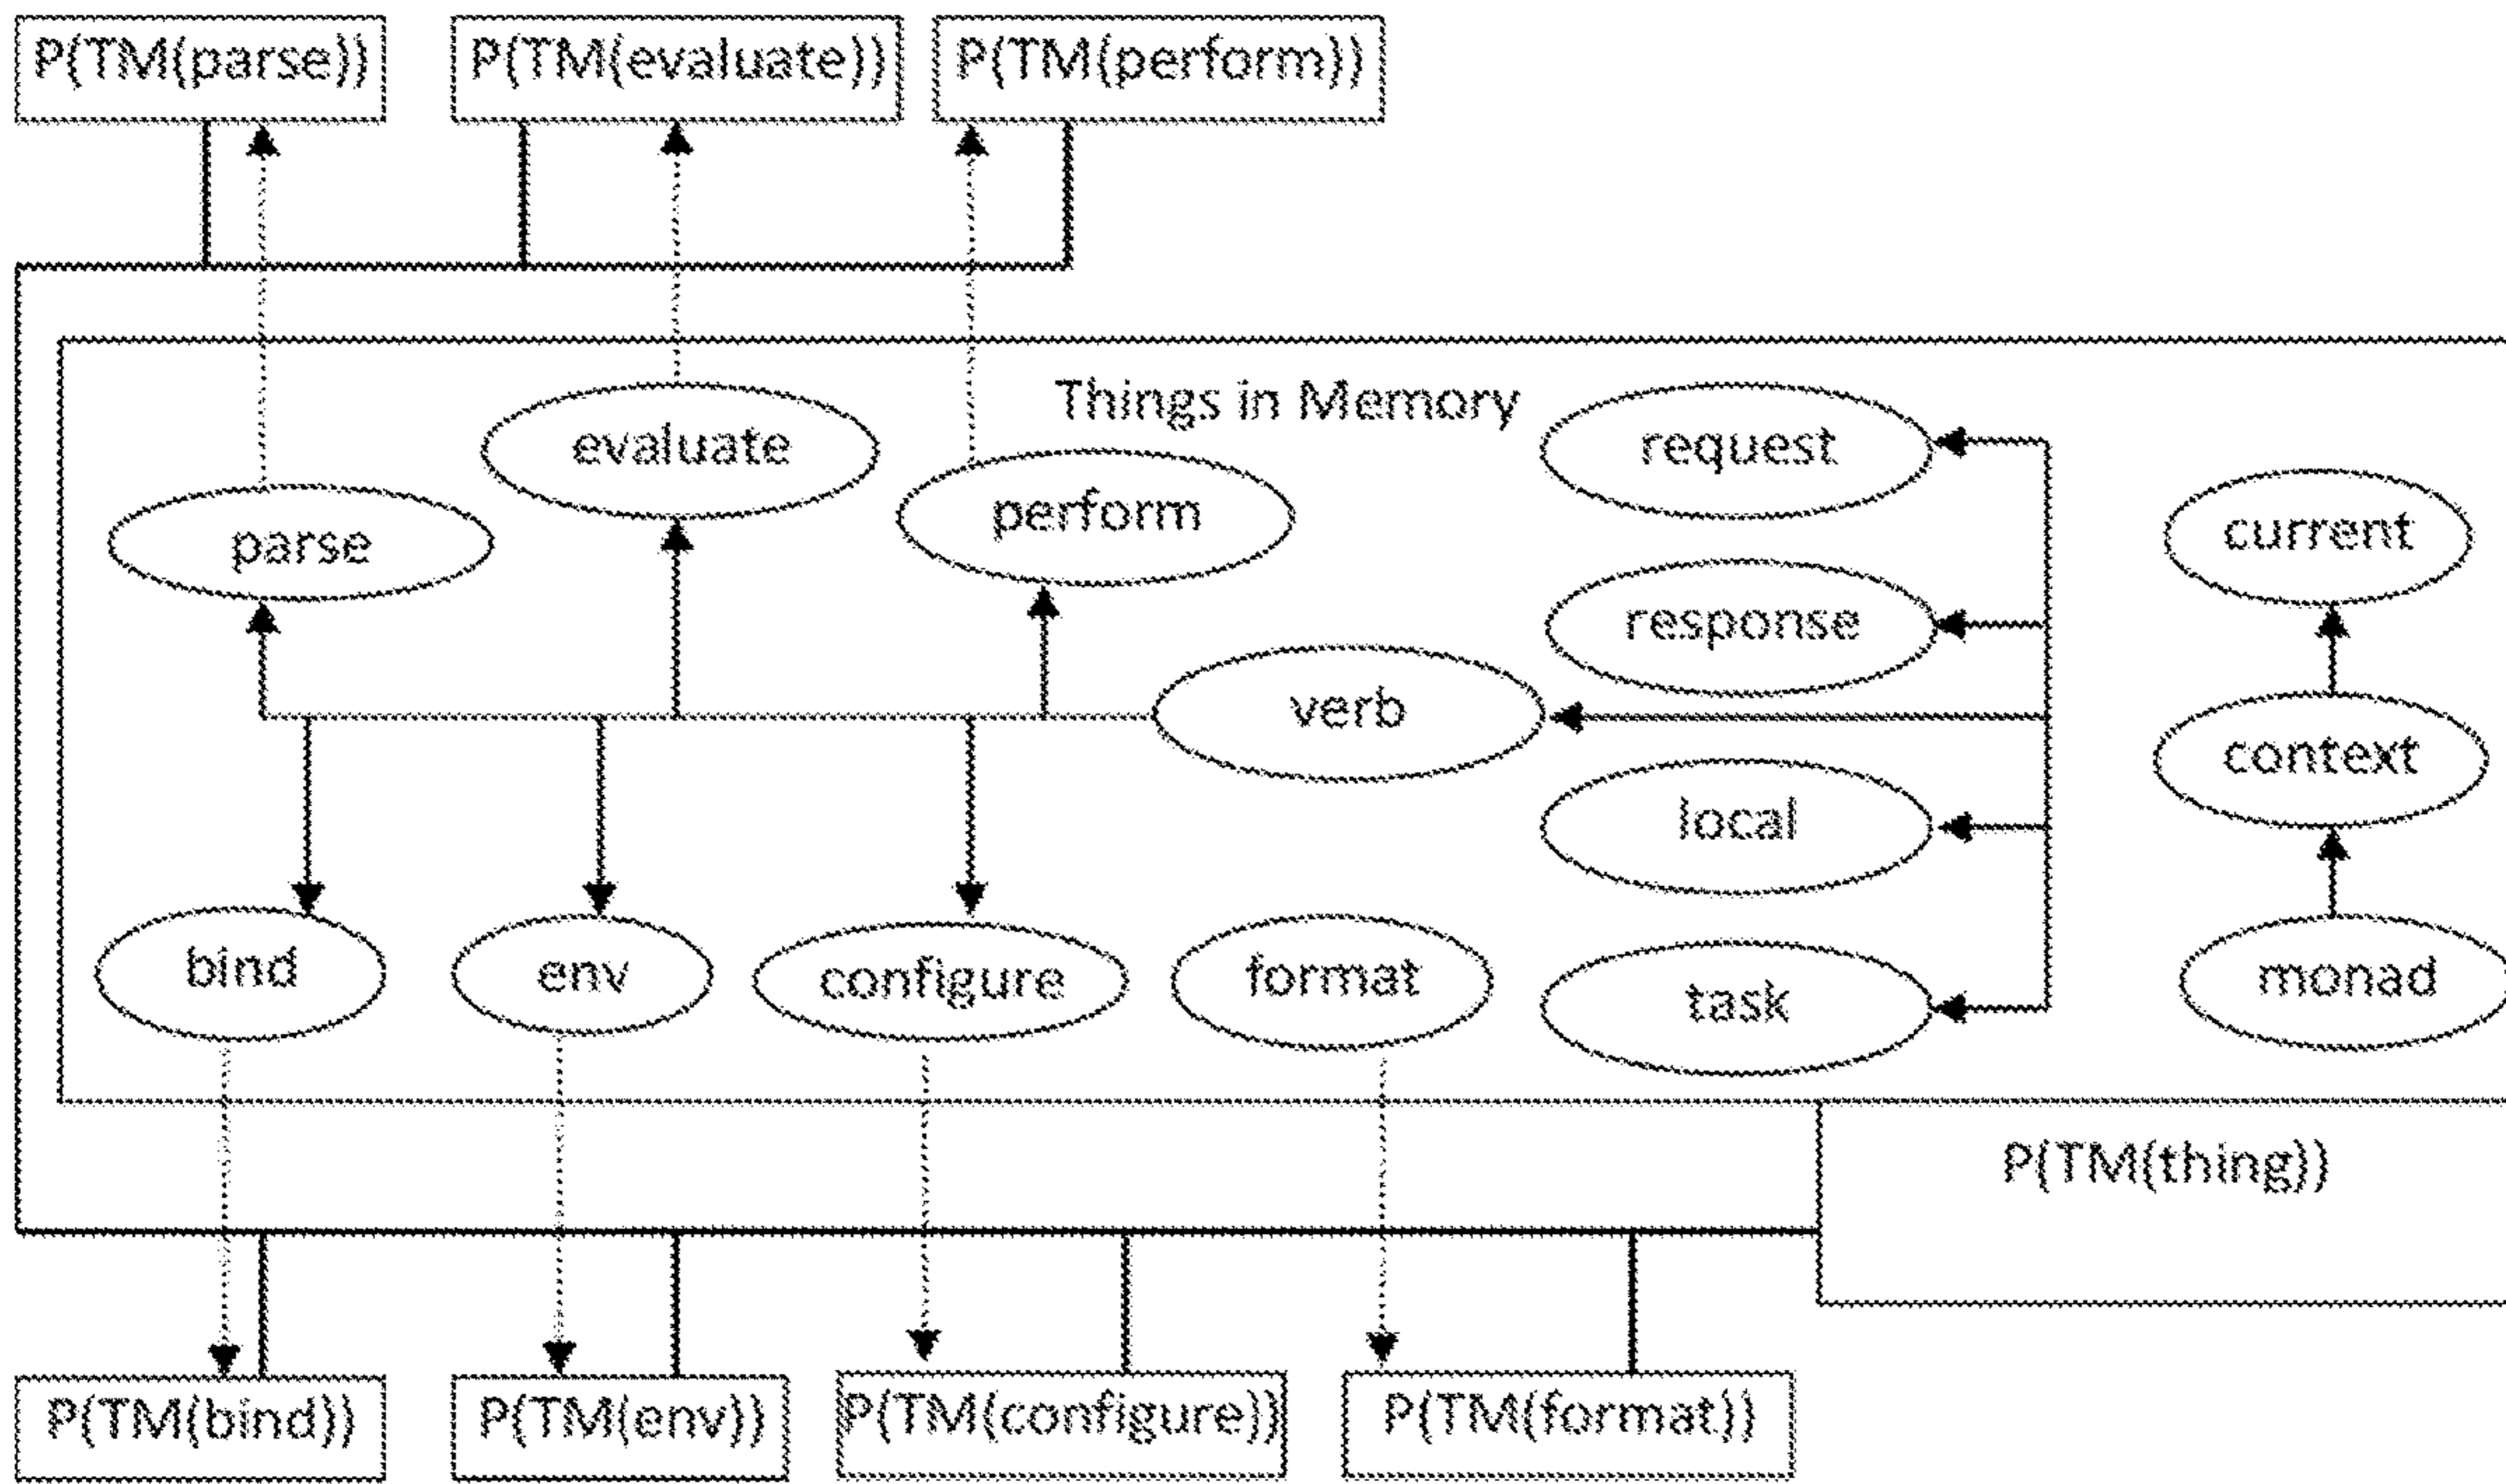 P(TM(parse))
P(TM(evaluate))
P(TM(perform))
Things in Memory
evaluate
request
perform
current
parse
response
verb
context
local
bind
env
configure
format
task
monad
P(TM(thing))
P(TM(bind))
P(TM(env))
P(TM(configure))
P(TM(format))